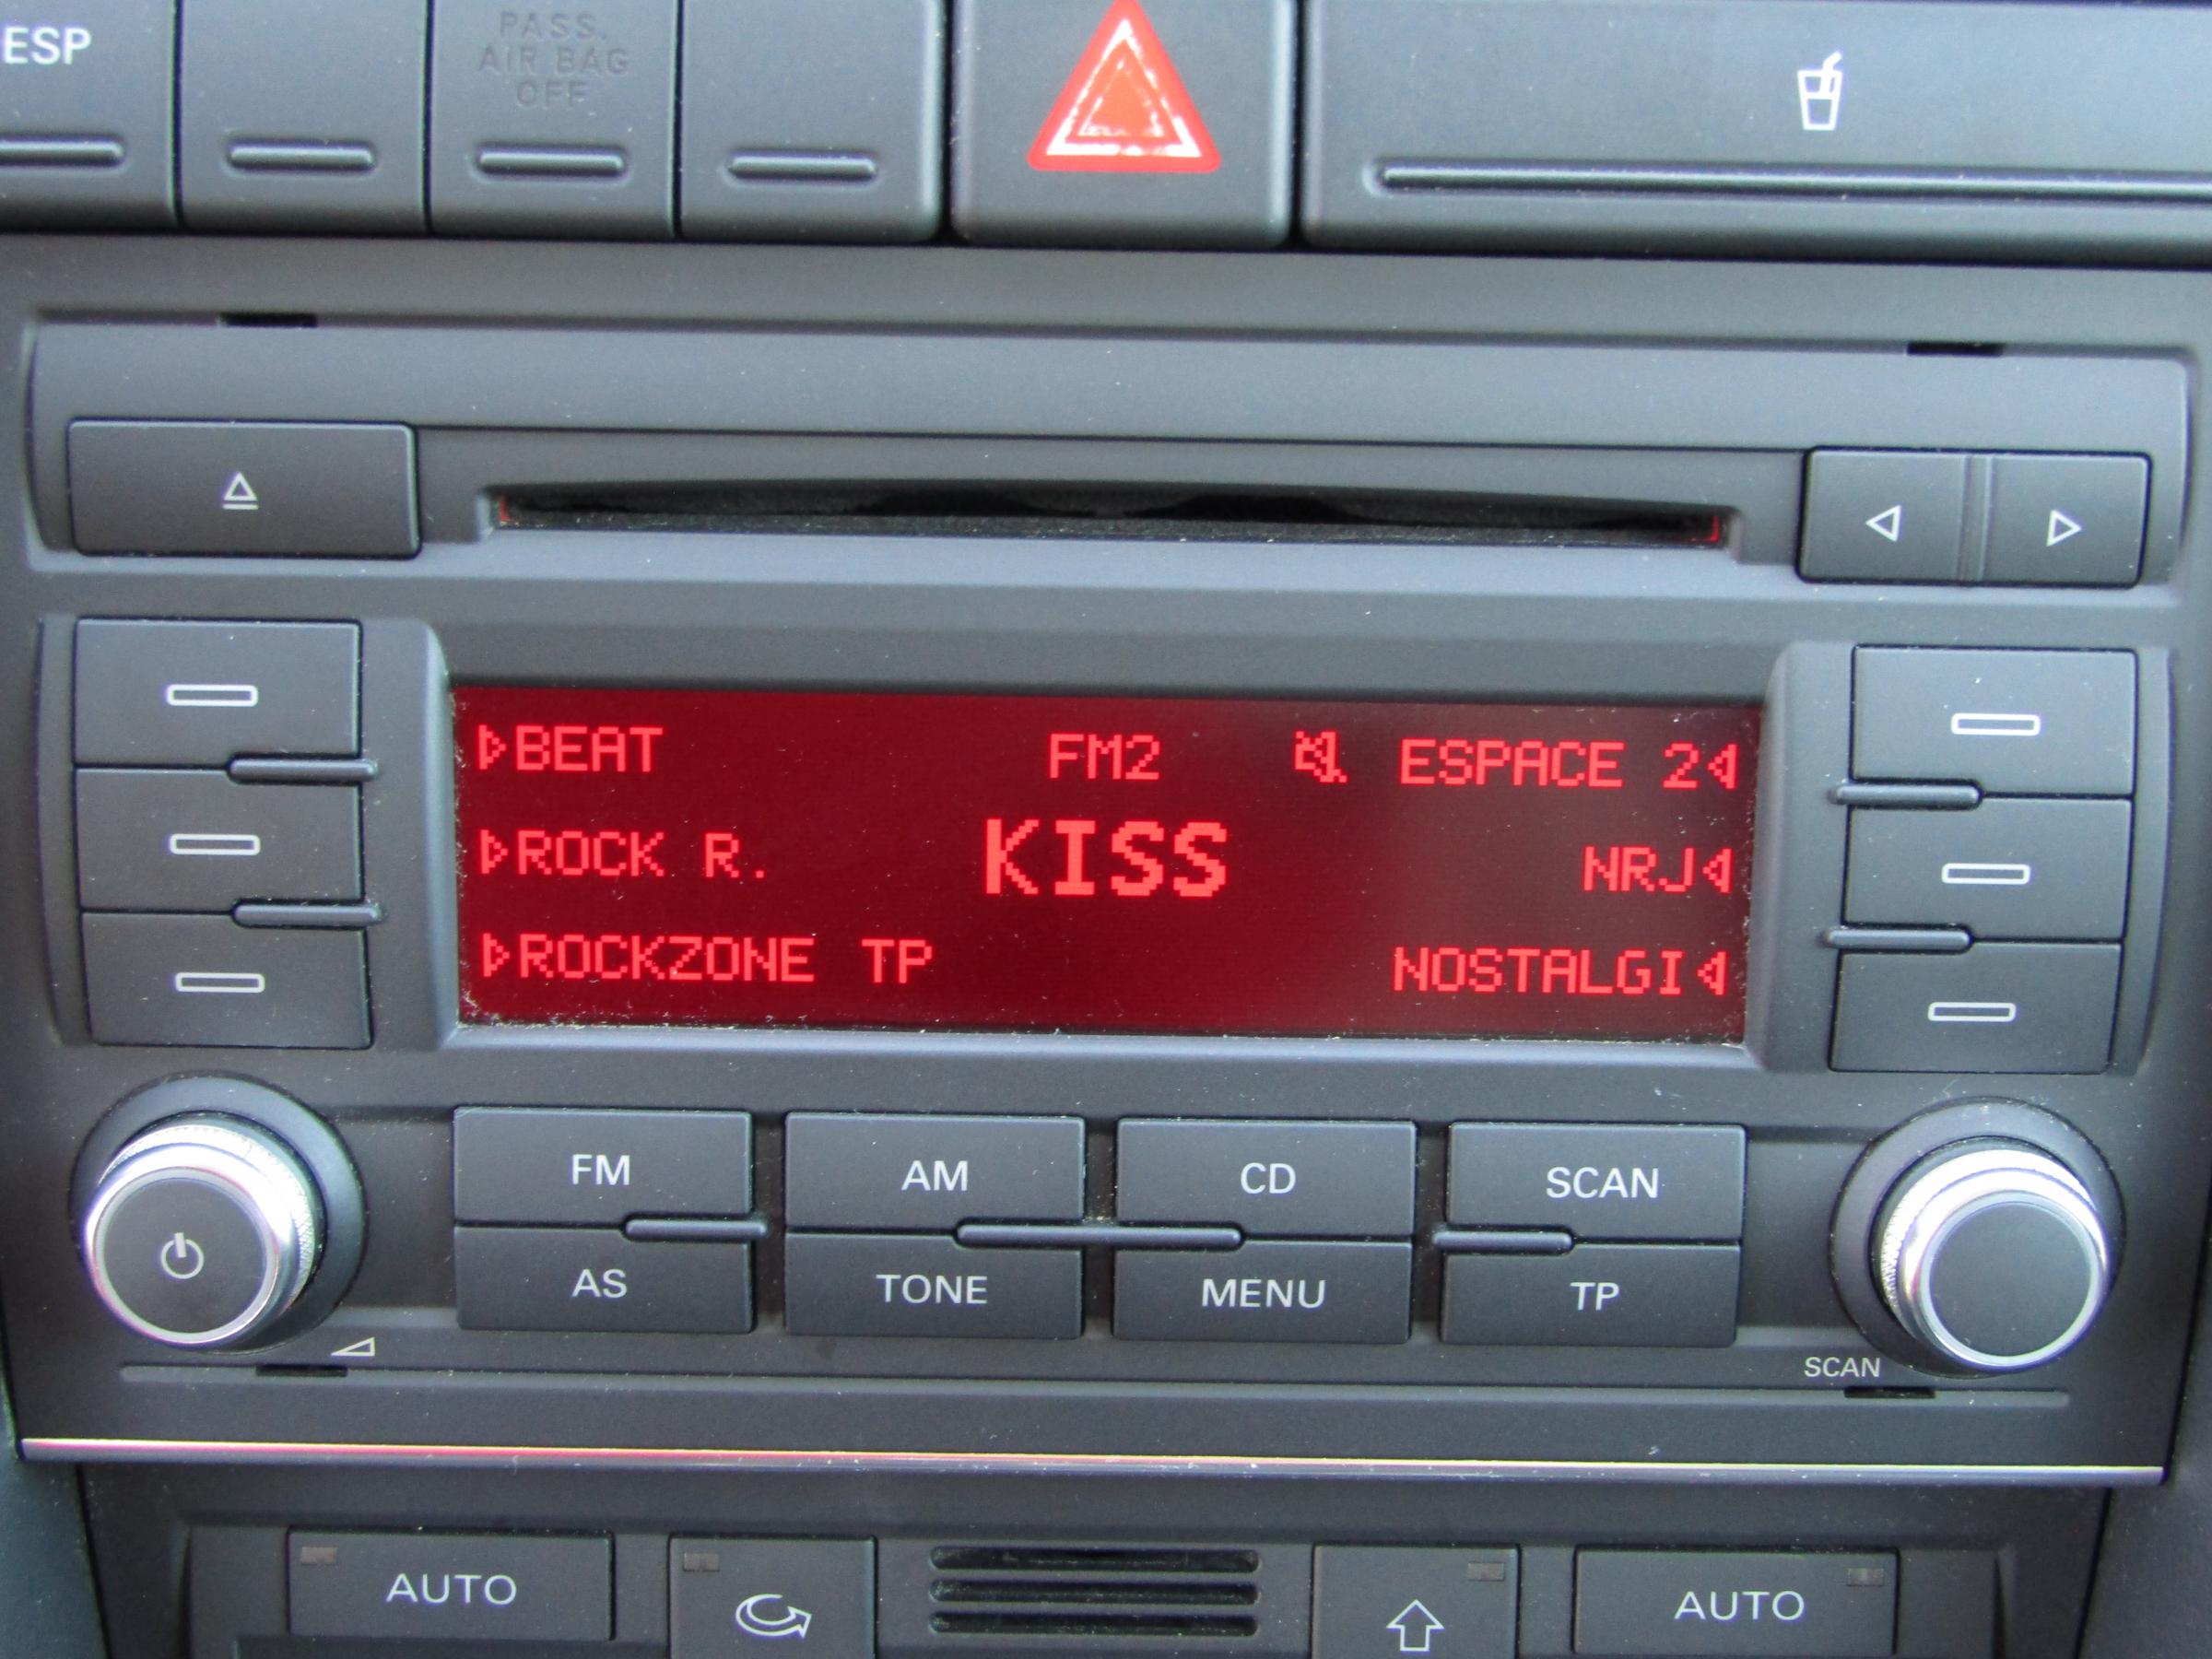 ESP
PASS.
AIR BAG
OFF
BEAT FM2 ESPACE 2
ROCK R. KISS NRJ
ROCKZONE TP NOSTALGI
FM AM CD SCAN
AS TONE MENU TP
SCAN
AUTO AUTO